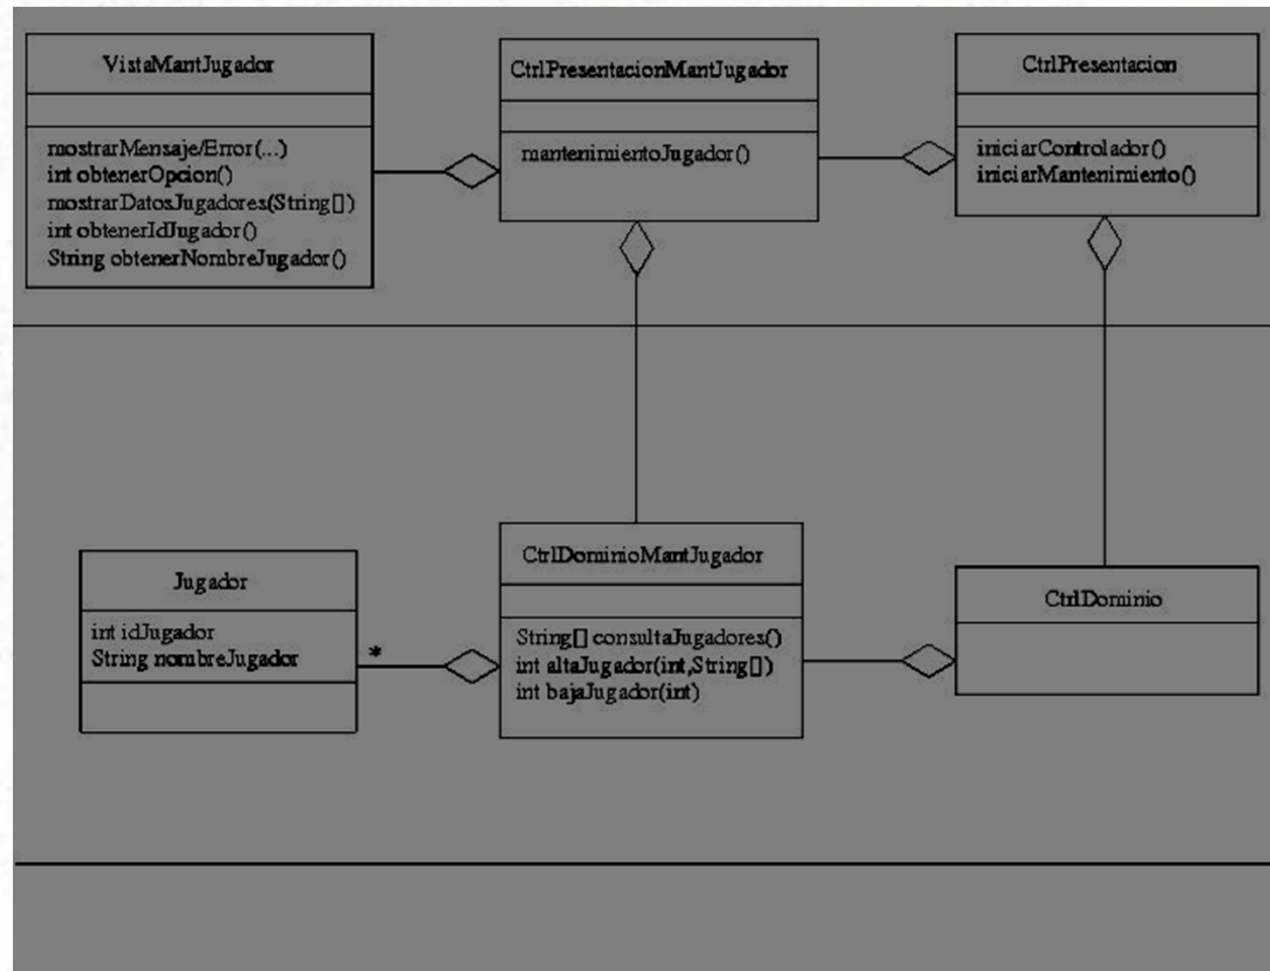 VistaMantJugador
mostrarMensaje/Error(...)
int obtenerOpcion()
mostrarDatosJugadores(String[])
int obtenerIdJugador()
String obtenerNombreJugador()
CtrlPresentacionMantJugador
mantenimientoJugador()
CtrlPresentacion
iniciarControlador()
iniciarMantenimiento()
Jugador
int idJugador
String nombreJugador
*
CtrlDominioMantJugador
String[] consultaJugadores()
int altaJugador(int,String[])
int bajaJugador(int)
CtrlDominio